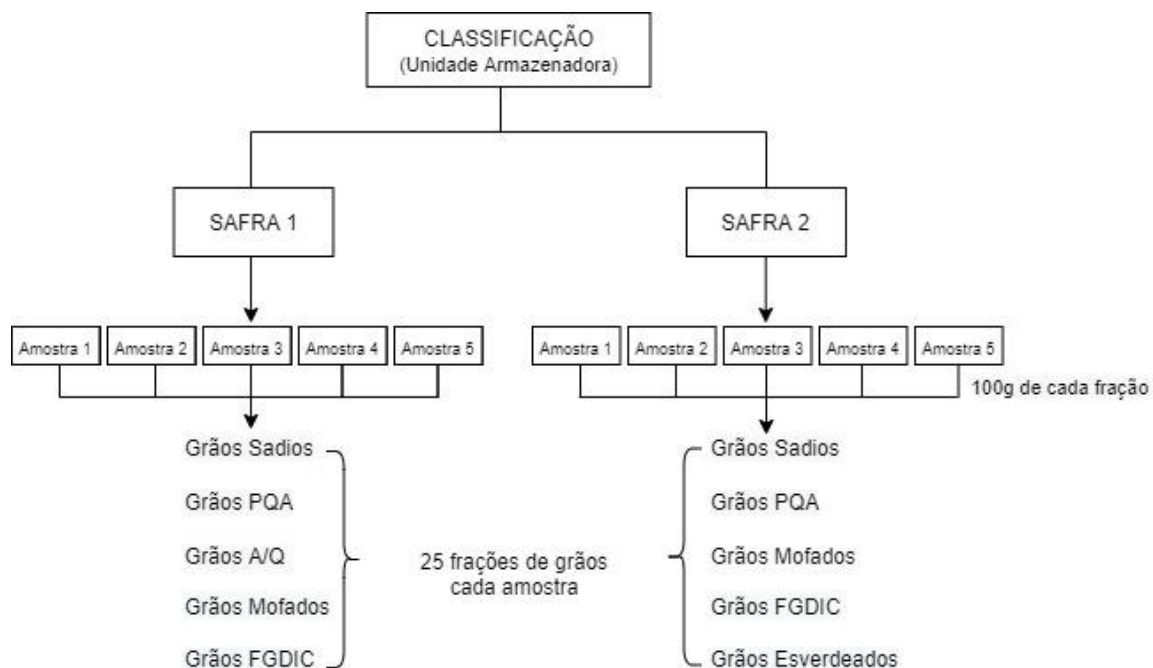 CLASSIFICAÇÃO
(Unidade Armazenadora)
SAFRA 1
SAFRA 2
Amostra 1
Amostra 2
Amostra 3
Amostra 4
Amostra 5
Amostra 1
Amostra 2
Amostra 3
Amostra 4
Amostra 5
100g de cada fração
Grãos Sadios
Grãos PQA
Grãos A/Q
Grãos Mofados
Grãos FGDIC
25 frações de grãos
cada amostra
Grãos Sadios
Grãos PQA
Grãos Mofados
Grãos FGDIC
Grãos Esverdeados